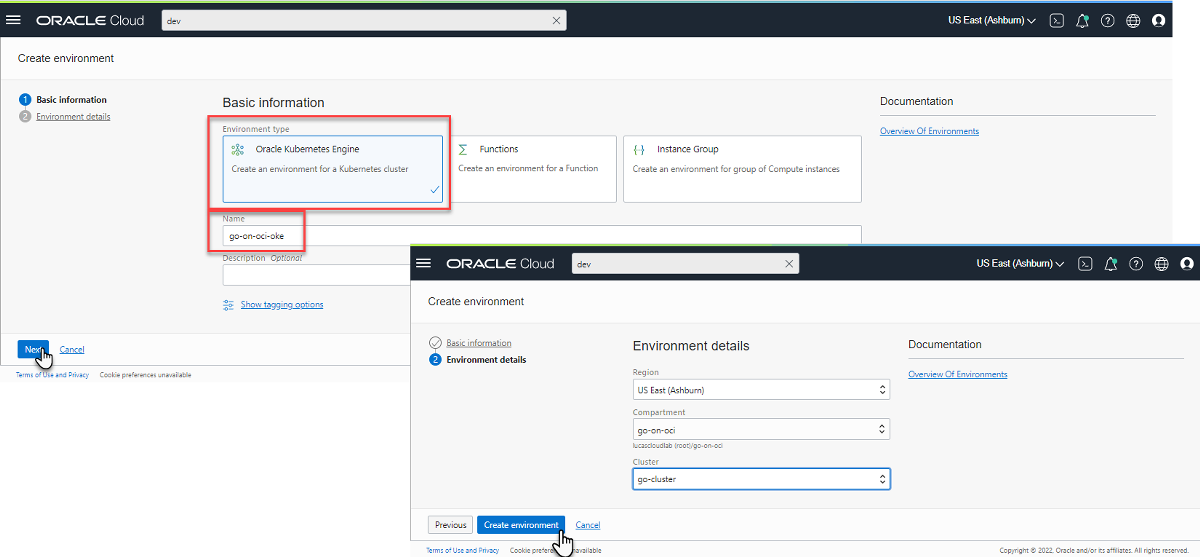 ORACLE Cloud
dev
US East (Ashburn)
Create environment
1 Basic information
2 Environment details
Basic information
Environment type
Oracle Kubernetes Engine
Create an environment for a Kubernetes cluster
Functions
Create an environment for a Function
Instance Group
Create an environment for group of Compute instances
Name
go-on-oci-oke
Description Optional
Show tagging options
Documentation
Overview Of Environments
Next
Cancel
Terms of Use and Privacy
Cookie preferences unavailable
ORACLE Cloud
dev
US East (Ashburn)
Create environment
Basic information
2 Environment details
Environment details
Region
US East (Ashburn)
Compartment
go-on-oci
lucascloudlab (root)/go-on-oci
Cluster
go-cluster
Documentation
Overview Of Environments
Previous
Create environment
Cancel
Terms of Use and Privacy
Cookie preferences unavailable
Copyright © 2022, Oracle and/or its affiliates. All rights reserved.